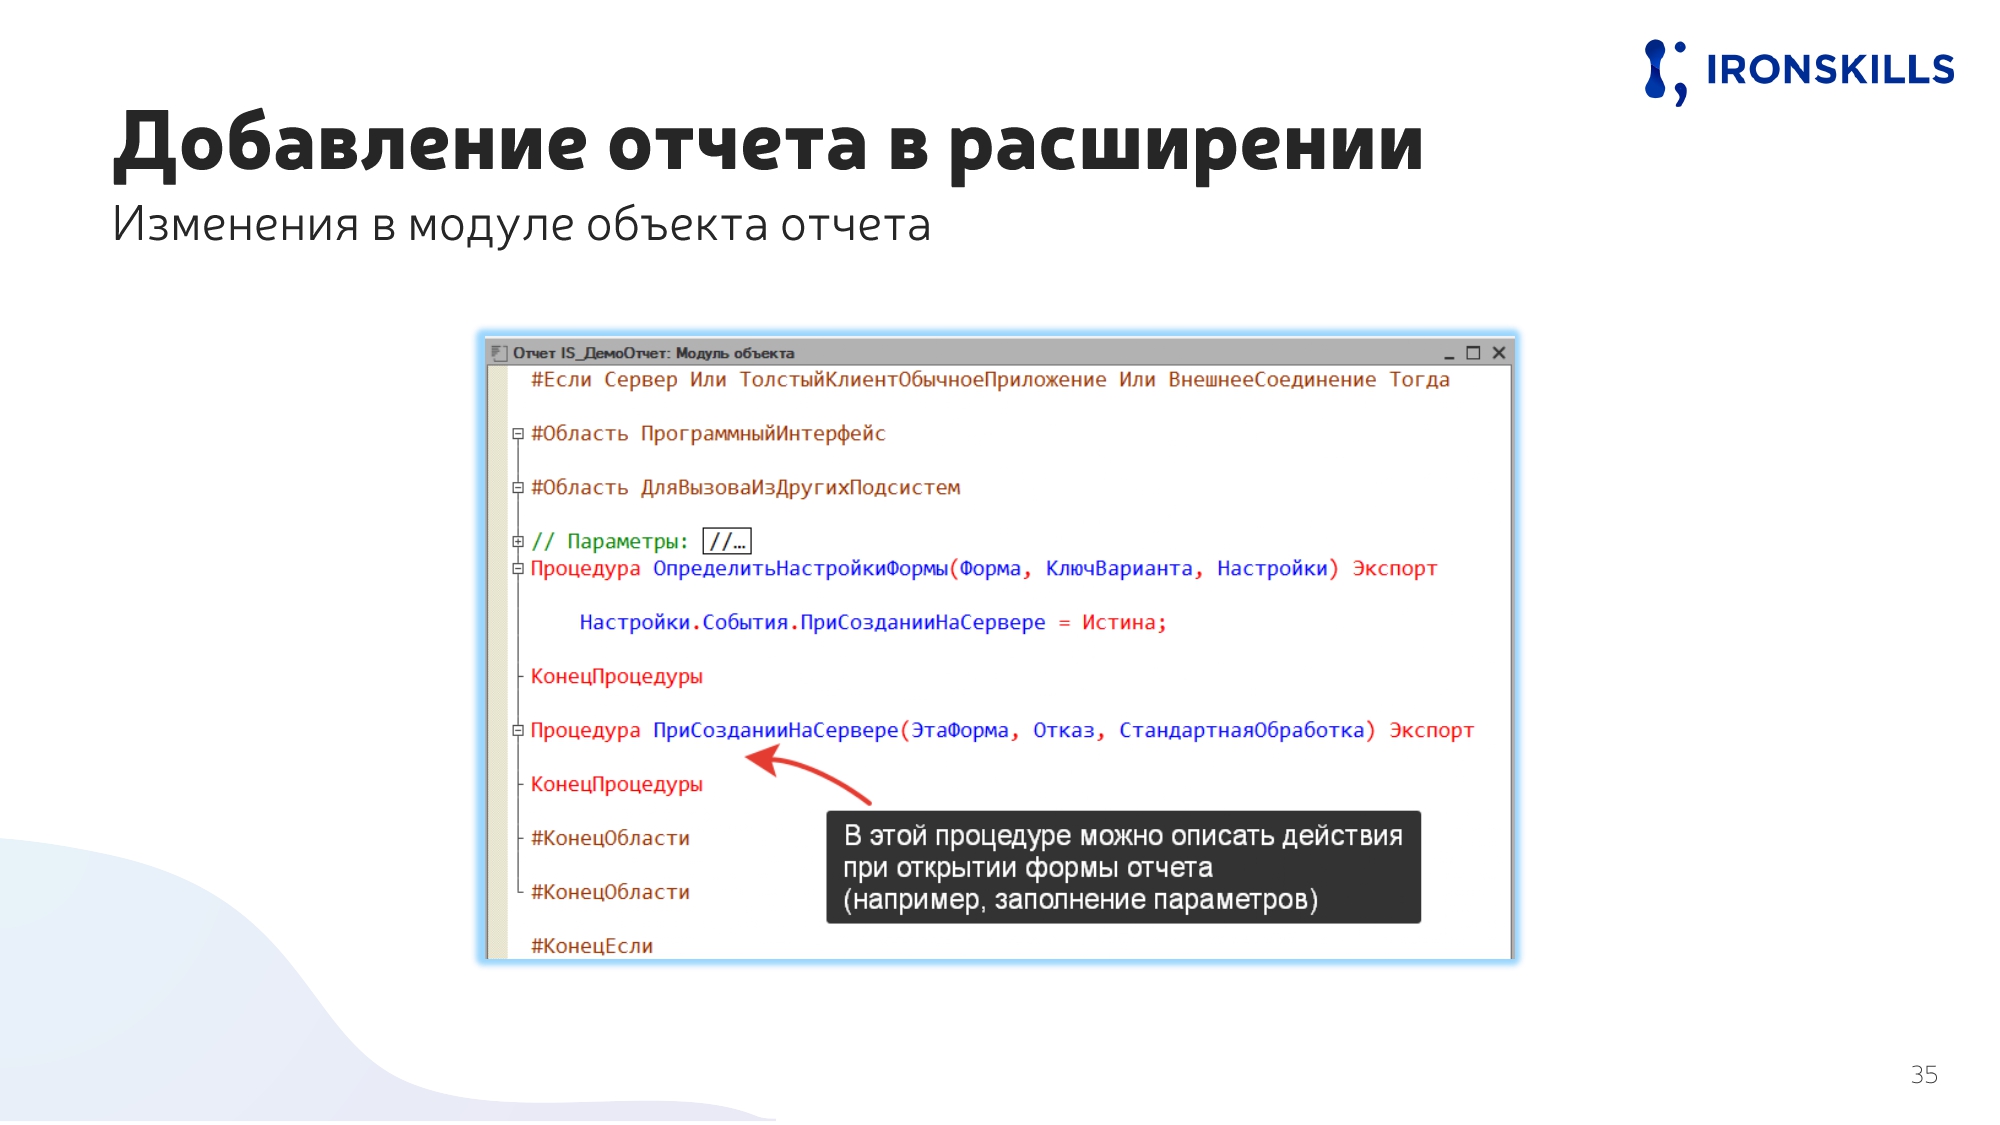 IRONSKILLS
Добавление отчета в расширении
Изменения в модуле объекта отчета
Отчет IS_ДемоОтчет: Модуль объекта
#Если Сервер Или ТолстыйКлиентОбычноеПриложение Или ВнешнееСоединение Тогда
#Область ПрограммныйИнтерфейс
#Область ДляВызоваИзДругихПодсистем
// Параметры: //...
Процедура ОпределитьНастройкиФормы(Форма, КлючВарианта, Настройки) Экспорт
Настройки.События.ПриСозданииНаСервере = Истина;
КонецПроцедуры
Процедура ПриСозданииНаСервере(ЭтаФорма, Отказ, СтандартнаяОбработка) Экспорт
КонецПроцедуры
#КонецОбласти
#КонецОбласти
#КонецЕсли
В этой процедуре можно описать действия
при открытии формы отчета
(например, заполнение параметров)
35